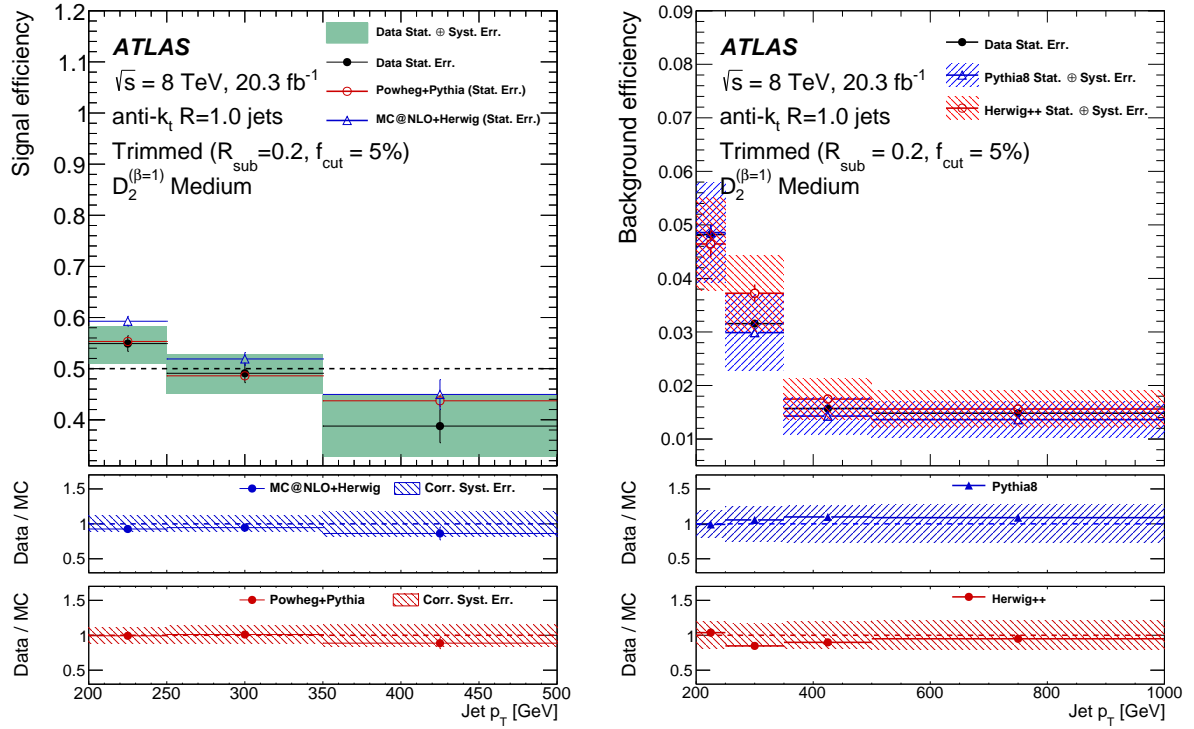 Signal efficiency
1.2
1.1
1
0.9
0.8
0.7
0.6
0.5
0.4
ATLAS
√s = 8 TeV, 20.3 fb⁻¹
anti-kₜ R=1.0 jets
Trimmed (R_sub=0.2, f_cut = 5%)
D₂^(β=1) Medium
Data Stat. ⊕ Syst. Err.
Data Stat. Err.
Powheg+Pythia (Stat. Err.)
MC@NLO+Herwig (Stat. Err.)
Data / MC
1.5
1
0.5
MC@NLO+Herwig
Corr. Syst. Err.
Data / MC
1.5
1
0.5
Powheg+Pythia
Corr. Syst. Err.
200 250 300 350 400 450 500
Jet p_T [GeV]
Background efficiency
0.09
0.08
0.07
0.06
0.05
0.04
0.03
0.02
0.01
ATLAS
√s = 8 TeV, 20.3 fb⁻¹
anti-kₜ R=1.0 jets
Trimmed (R_sub = 0.2, f_cut = 5%)
D₂^(β=1) Medium
Data Stat. Err.
Pythia8 Stat. ⊕ Syst. Err.
Herwig++ Stat. ⊕ Syst. Err.
Data / MC
1.5
1
0.5
Pythia8
Data / MC
1.5
1
0.5
Herwig++
200 400 600 800 1000
Jet p_T [GeV]